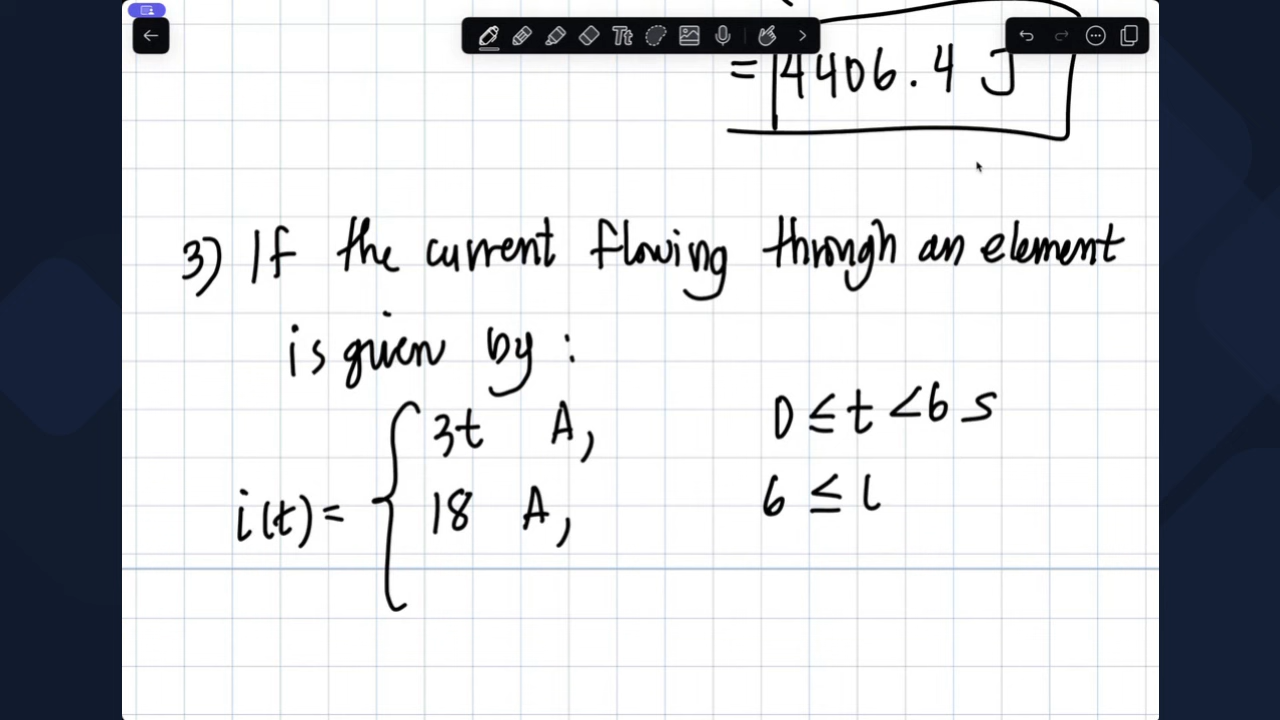 = 4406.4 J
3) If the current flowing through an element
is given by :
i(t) = { 3t A, 0 ≤ t < 6 s
18 A, 6 ≤